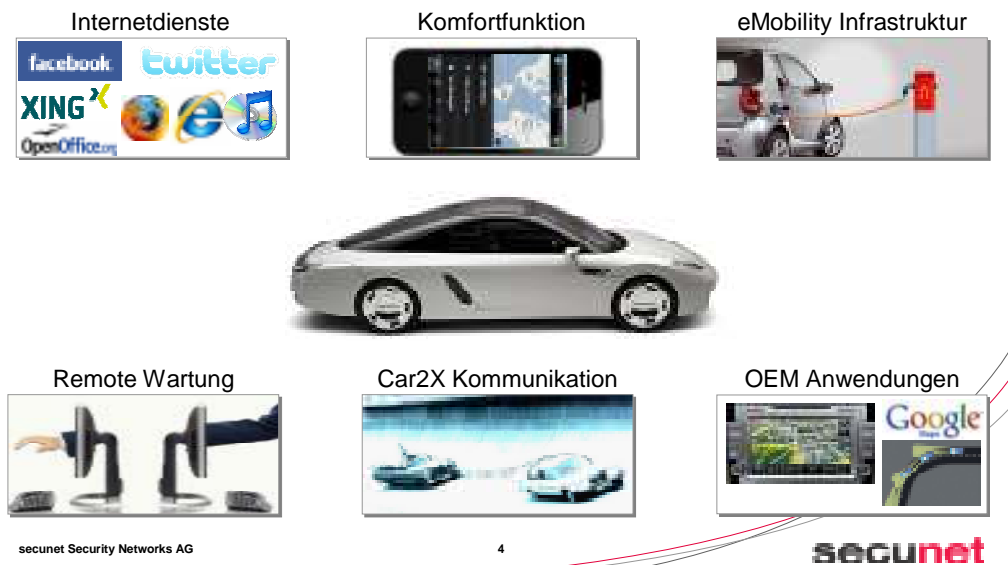 Internetdienste
Komfortfunktion
eMobility Infrastruktur
facebook
twitter
XING
OpenOffice.org
Remote Wartung
Car2X Kommunikation
OEM Anwendungen
Google
Maps
secunet Security Networks AG
4
secunet